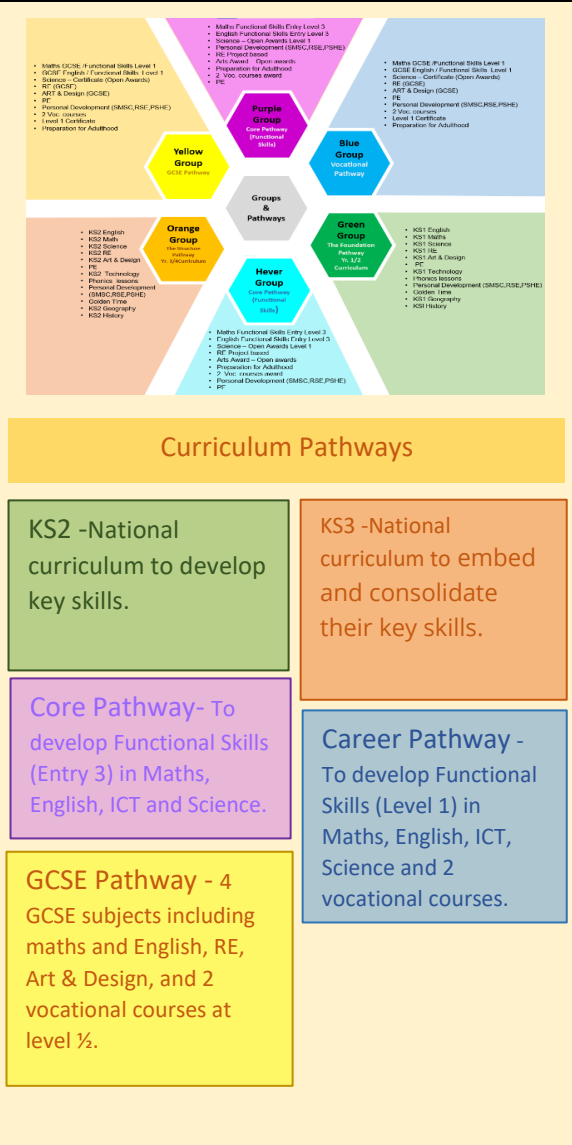 • Maths Functional Skills Entry Level 3
• English Functional Skills Entry Level 3
• Science – Open Awards Level 1
• Personal Development (SMSC,RSE,PSHE)
• RE Project based
• Arts Award – Open awards
• Preparation for Adulthood
• 2 Voc. courses award
• PE
• Maths GCSE /Functional Skills Level 1
• GCSE English / Functional Skills Level 1
• Science – Certificate (Open Awards)
• RE (GCSE)
• ART & Design (GCSE)
• PE
• Personal Development (SMSC,RSE,PSHE)
• 2 Voc. courses
• Level 1 Certificate
• Preparation for Adulthood
• Maths GCSE /Functional Skills Level 1
• GCSE English / Functional Skills Level 1
• Science – Certificate (Open Awards)
• RE (GCSE)
• ART & Design (GCSE)
• PE
• Personal Development (SMSC,RSE,PSHE)
• 2 Voc. courses
• Level 1 Certificate
• Preparation for Adulthood
Purple
Group
Core Pathway
(Functional
Skills)
Yellow
Group
GCSE Pathway
Blue
Group
Vocational
Pathway
Groups
&
Pathways
Orange
Group
The Structure
Pathway
Yr. 3/4Curriculum
Green
Group
The Foundation
Pathway
Yr. 1/2
Curriculum
Hever
Group
Core Pathway
(Functional
Skills)
• KS2 English
• KS2 Math
• KS2 Science
• KS2 RE
• KS2 Art & Design
• PE
• KS2 Technology
• Phonics lessons
• Personal Development
(SMSC,RSE,PSHE)
• Golden Time
• KS2 Geography
• KS2 History
• KS1 English
• KS1 Maths
• KS1 Science
• KS1 RE
• KS1 Art & Design
• PE
• KS1 Technology
• Phonics lessons
• Personal Development (SMSC,RSE,PSHE)
• Golden Time
• KS1 Geography
• KSI History
• Maths Functional Skills Entry Level 3
• English Functional Skills Entry Level 3
• Science – Open Awards Level 1
• RE Project based
• Arts Award – Open awards
• Preparation for Adulthood
• 2 Voc. courses award
• Personal Development (SMSC,RSE,PSHE)
• PE
Curriculum Pathways
KS2 -National
curriculum to develop
key skills.
KS3 -National
curriculum to embed
and consolidate
their key skills.
Core Pathway- To
develop Functional Skills
(Entry 3) in Maths,
English, ICT and Science.
Career Pathway -
To develop Functional
Skills (Level 1) in
Maths, English, ICT,
Science and 2
vocational courses.
GCSE Pathway - 4
GCSE subjects including
maths and English, RE,
Art & Design, and 2
vocational courses at
level ½.